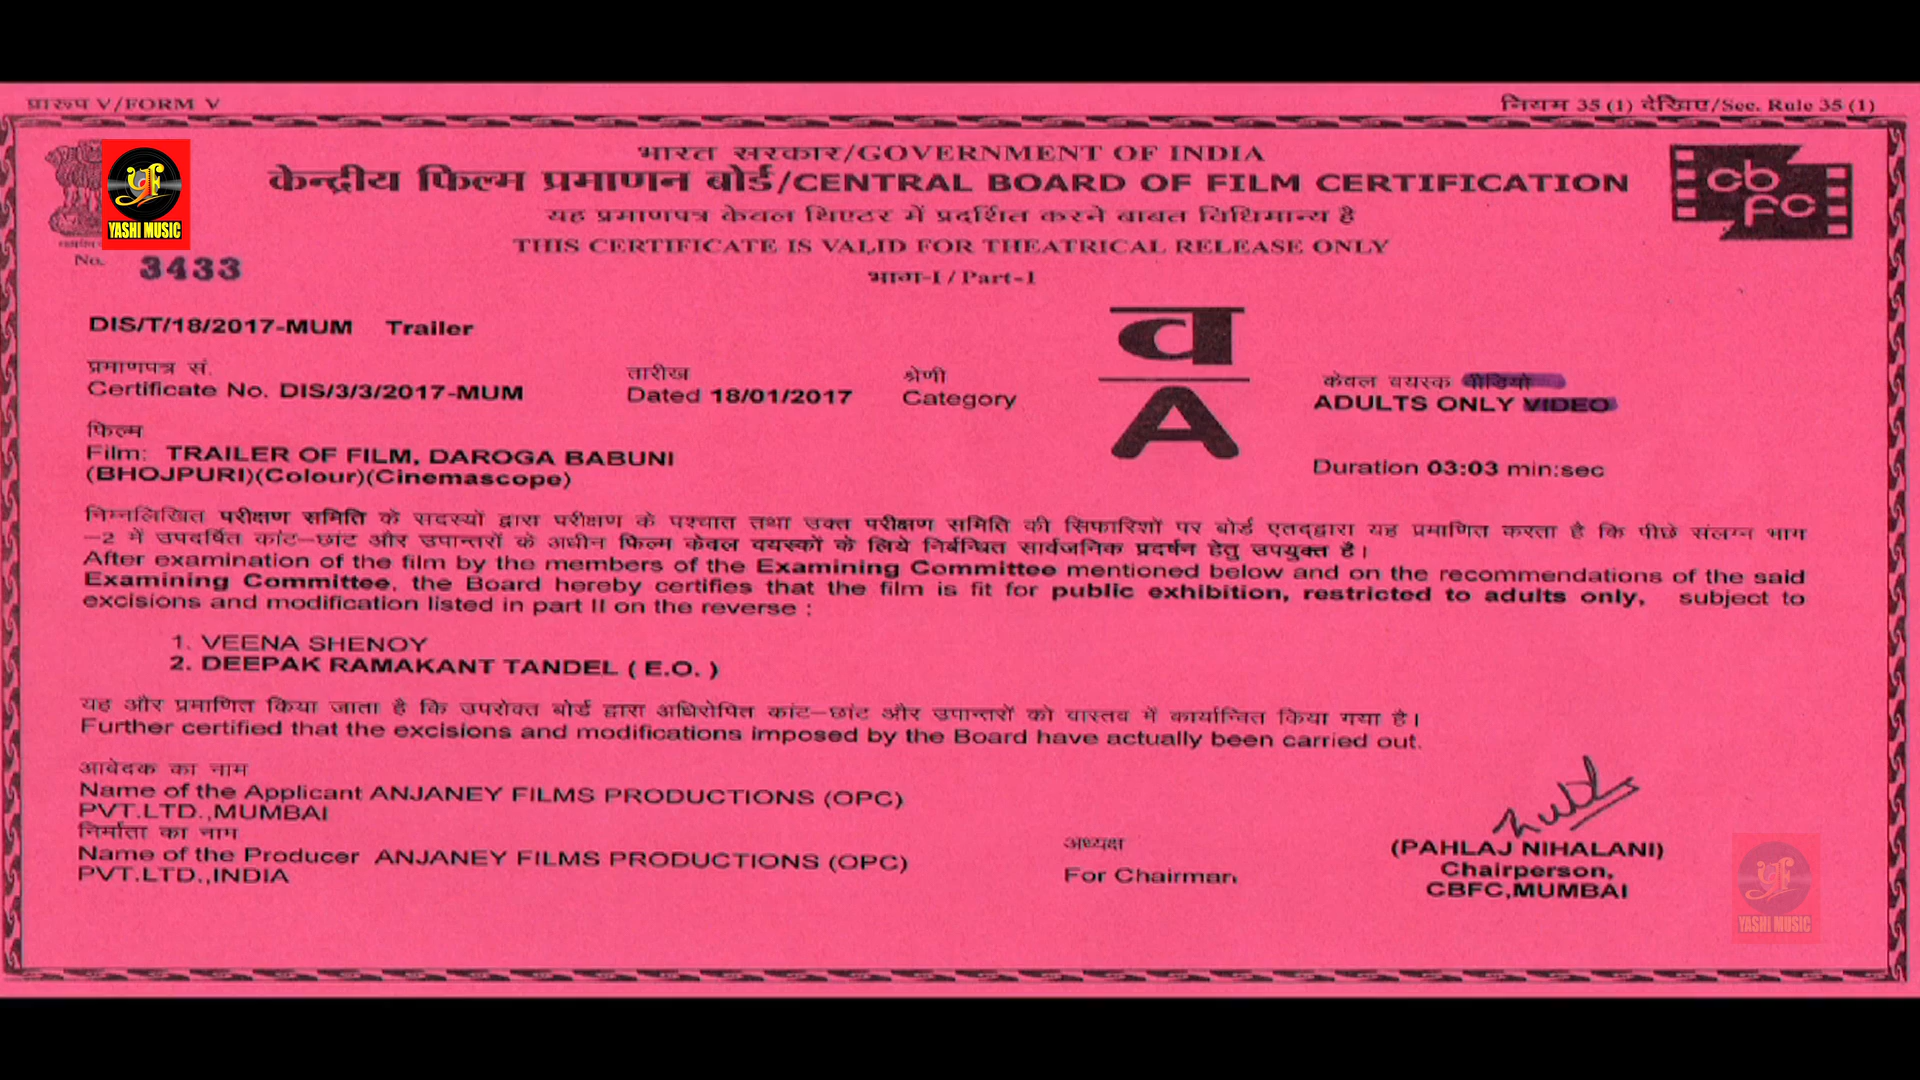 प्रारूप V/FORM V
नियम 35 (1) देखिए/Sec. Rule 35 (1)
भारत सरकार/GOVERNMENT OF INDIA
केन्द्रीय फिल्म प्रमाणन बोर्ड/CENTRAL BOARD OF FILM CERTIFICATION
cb
fc
यह प्रमाणपत्र केवल थिएटर में प्रदर्शित करने बाबत विधिमान्य है
THIS CERTIFICATE IS VALID FOR THEATRICAL RELEASE ONLY
YASHI MUSIC
No. 3433
भाग-I / Part-I
DIS/T/18/2017-MUM Trailer
व
A
प्रमाणपत्र सं.
Certificate No. DIS/3/3/2017-MUM
तारीख
Dated 18/01/2017
श्रेणी
Category
केवल वयस्क वीडियो
ADULTS ONLY VIDEO
फिल्म
Film: TRAILER OF FILM, DAROGA BABUNI
(BHOJPURI)(Colour)(Cinemascope)
Duration 03:03 min:sec
निम्नलिखित परीक्षण समिति के सदस्यों द्वारा परीक्षण के पश्चात तथा उक्त परीक्षण समिति की सिफारिशों पर बोर्ड एतद्द्वारा यह प्रमाणित करता है कि पीछे संलग्न भाग
-2 में उपदर्षित कांट-छांट और उपान्तरों के अधीन फिल्म केवल वयस्कों के लिये निर्बन्धित सार्वजनिक प्रदर्षन हेतु उपयुक्त है।
After examination of the film by the members of the Examining Committee mentioned below and on the recommendations of the said
Examining Committee, the Board hereby certifies that the film is fit for public exhibition, restricted to adults only, subject to
excisions and modification listed in part II on the reverse :
1. VEENA SHENOY
2. DEEPAK RAMAKANT TANDEL ( E.O. )
यह और प्रमाणित किया जाता है कि उपरोक्त बोर्ड द्वारा अधिरोपित कांट-छांट और उपान्तरों को वास्तव में कार्यान्वित किया गया है।
Further certified that the excisions and modifications imposed by the Board have actually been carried out.
आवेदक का नाम
Name of the Applicant ANJANEY FILMS PRODUCTIONS (OPC)
PVT.LTD.,MUMBAI
निर्माता का नाम
Name of the Producer ANJANEY FILMS PRODUCTIONS (OPC)
PVT.LTD.,INDIA
अध्यक्ष
For Chairman
(PAHLAJ NIHALANI)
Chairperson,
CBFC,MUMBAI
YASHI MUSIC